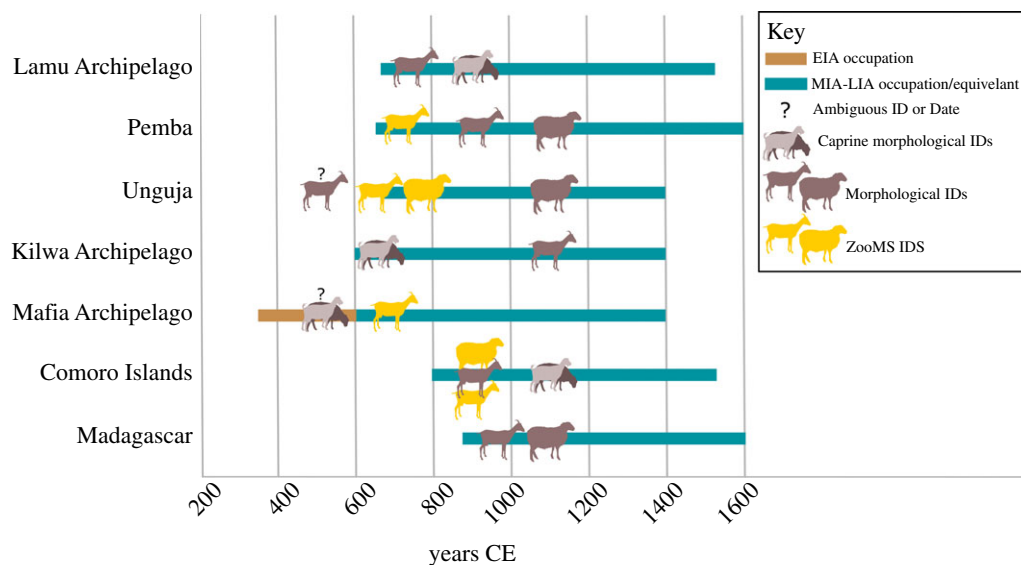 Key
EIA occupation
MIA-LIA occupation/equivelant
? Ambiguous ID or Date
Caprine morphological IDs
Morphological IDs
ZooMS IDS
Lamu Archipelago
Pemba
Unguja
?
Kilwa Archipelago
Mafia Archipelago
?
Comoro Islands
Madagascar
200 400 600 800 1000 1200 1400 1600
years CE